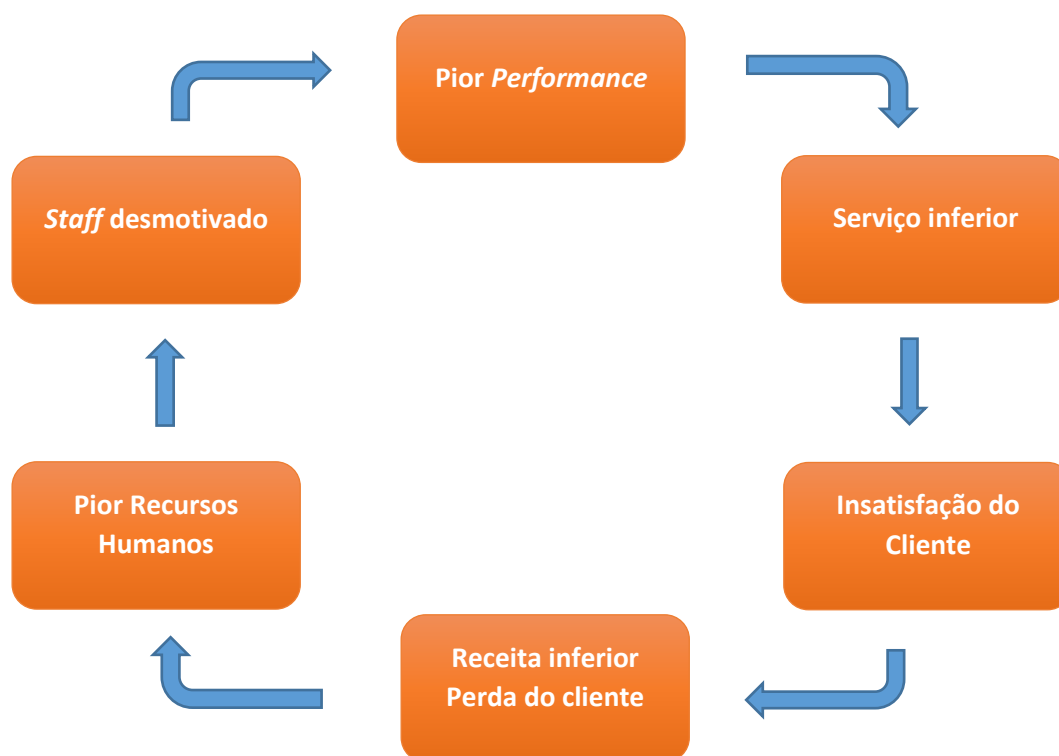 Pior Performance
Staff desmotivado
Serviço inferior
Pior Recursos
Humanos
Insatisfação do
Cliente
Receita inferior
Perda do cliente